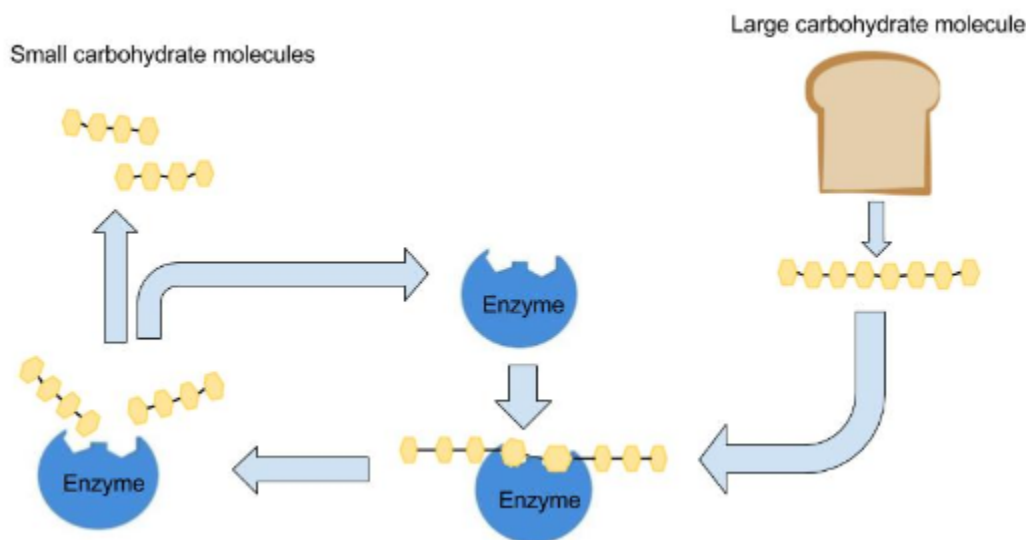 Large carbohydrate molecule
Small carbohydrate molecules
Enzyme
Enzyme
Enzyme